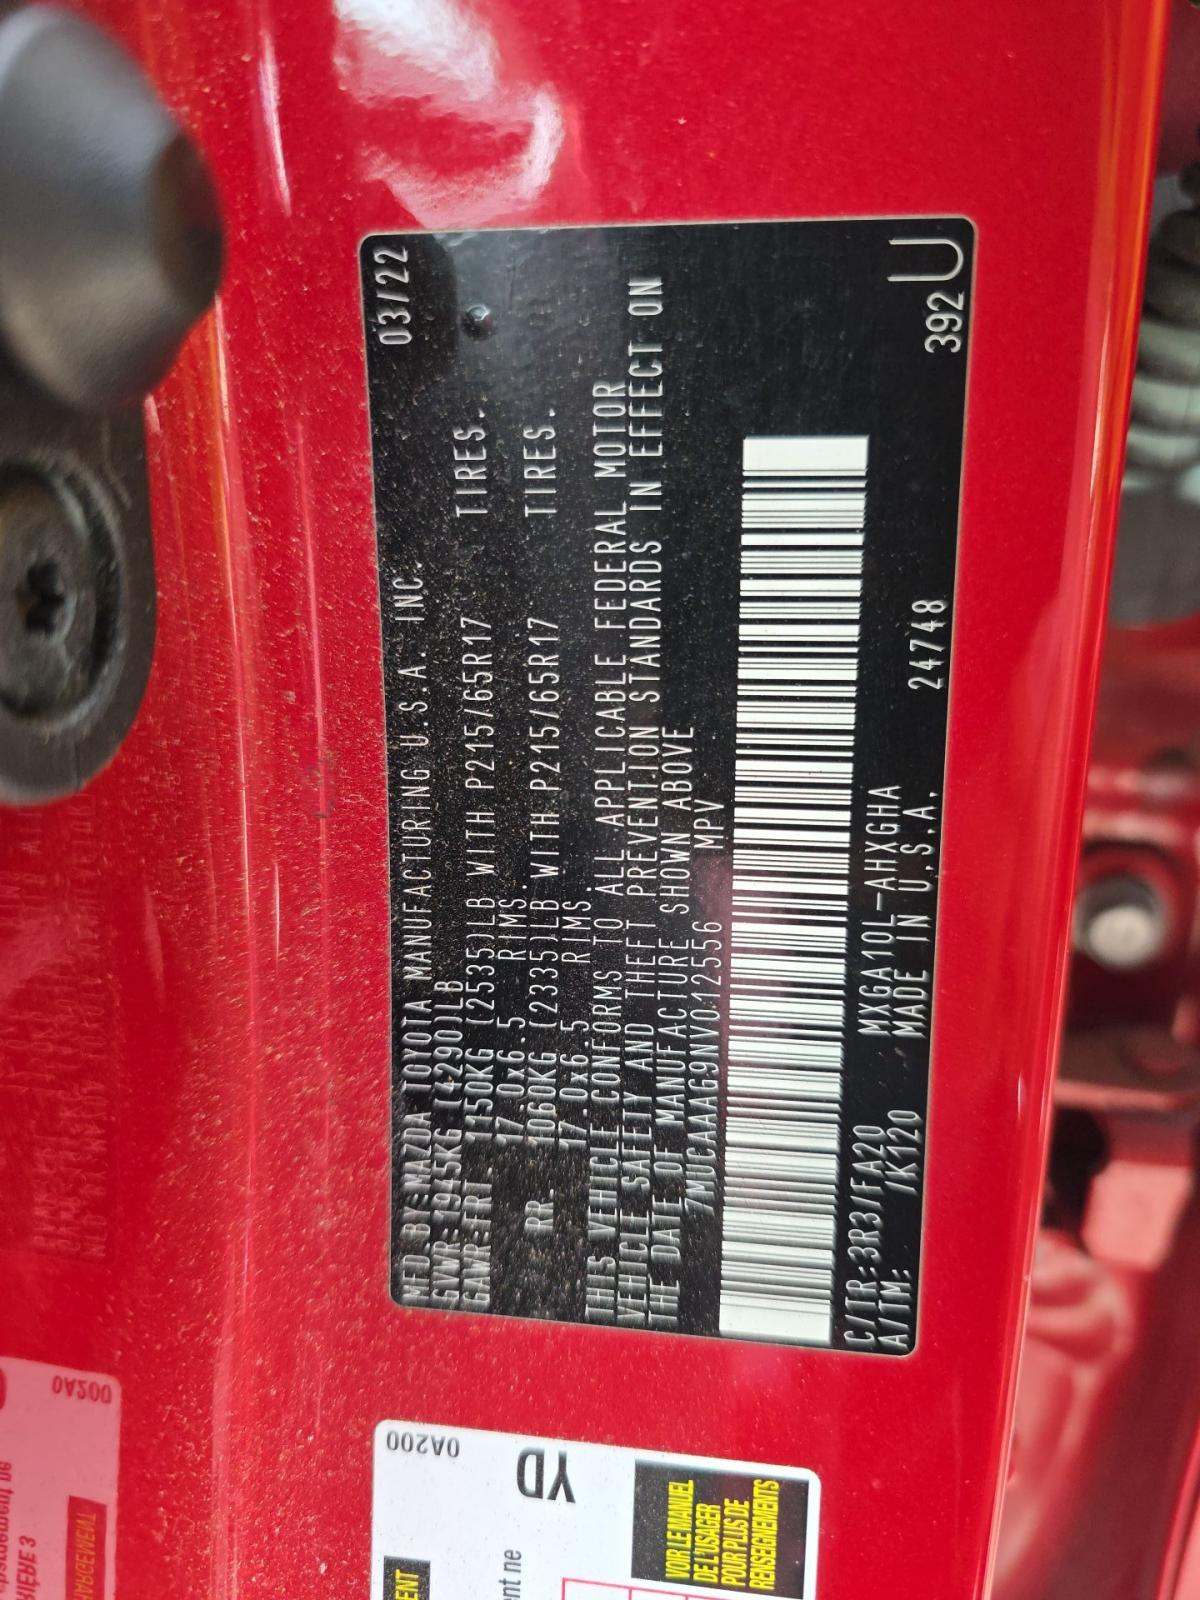 MFD.BY:MAZDA TOYOTA MANUFACTURING U.S.A. INC. 03/22
GVWR:1945KG (4290)LB
GAWR:FRT 1150KG (2535)LB WITH P215/65R17 TIRES.
17.0x6.5 RIMS.
RR. 1060KG (2335)LB WITH P215/65R17 TIRES.
17.0x6.5 RIMS.
THIS VEHICLE CONFORMS TO ALL APPLICABLE FEDERAL MOTOR
VEHICLE SAFETY AND THEFT PREVENTION STANDARDS IN EFFECT ON
THE DATE OF MANUFACTURE SHOWN ABOVE
7MUCAAAG9NV012556 MPV
C/TR:3R3/FA20 MXGA10L-AHXGHA
A/TM: /K120 MADE IN U.S.A. 24748 392 U
0A200
YD
VOIR LE MANUEL
DE L'USAGER
POUR PLUS DE
RENSEIGNEMENTS
ENT
ent ne